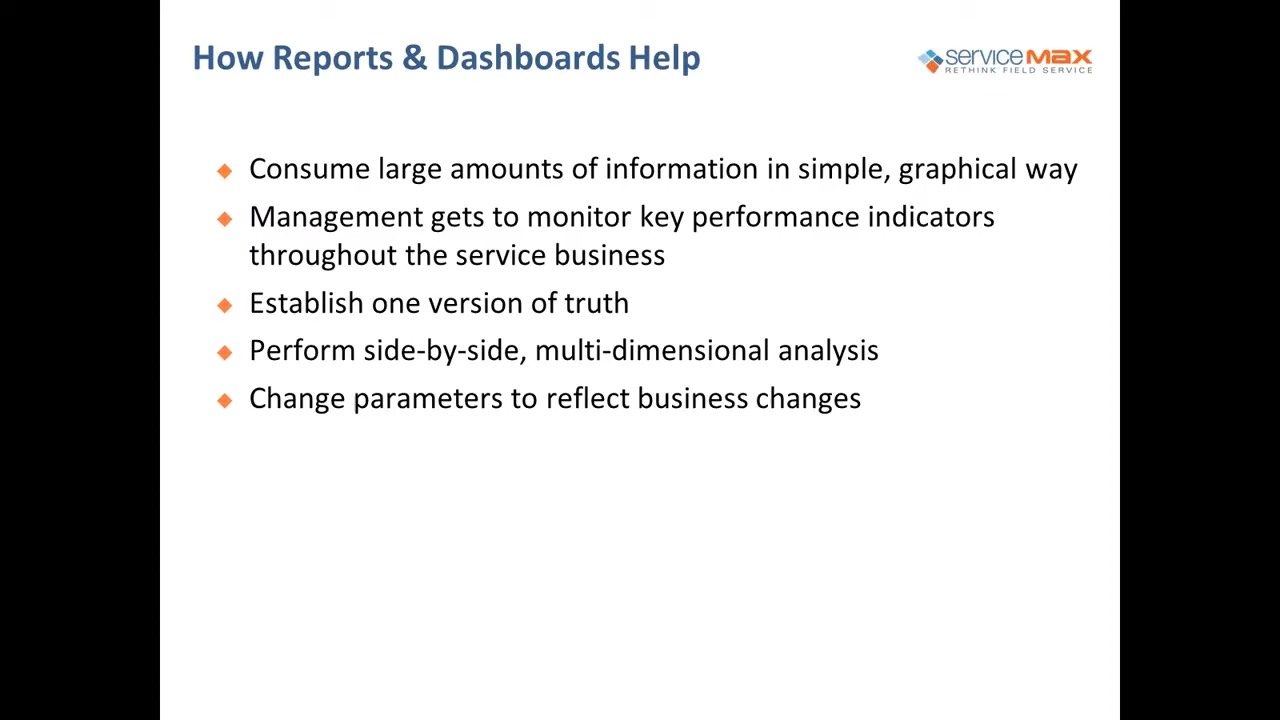 How Reports & Dashboards Help
serviceMAX
RETHINK FIELD SERVICE
Consume large amounts of information in simple, graphical way
Management gets to monitor key performance indicators
throughout the service business
Establish one version of truth
Perform side-by-side, multi-dimensional analysis
Change parameters to reflect business changes